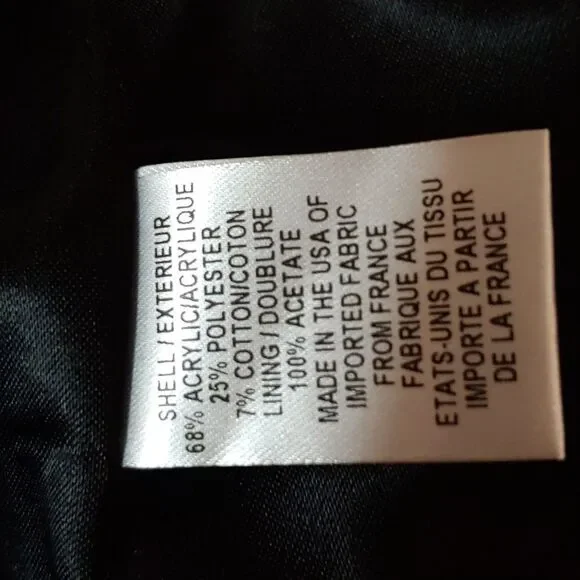 SHELL / EXTERIEUR
68% ACRYLIC/ACRYLIQUE
25% POLYESTER
7% COTTON/COTON
LINING / DOUBLURE
100% ACETATE
MADE IN THE USA OF
IMPORTED FABRIC
FROM FRANCE
FABRIQUE AUX
ETATS-UNIS DU TISSU
IMPORTE A PARTIR
DE LA FRANCE